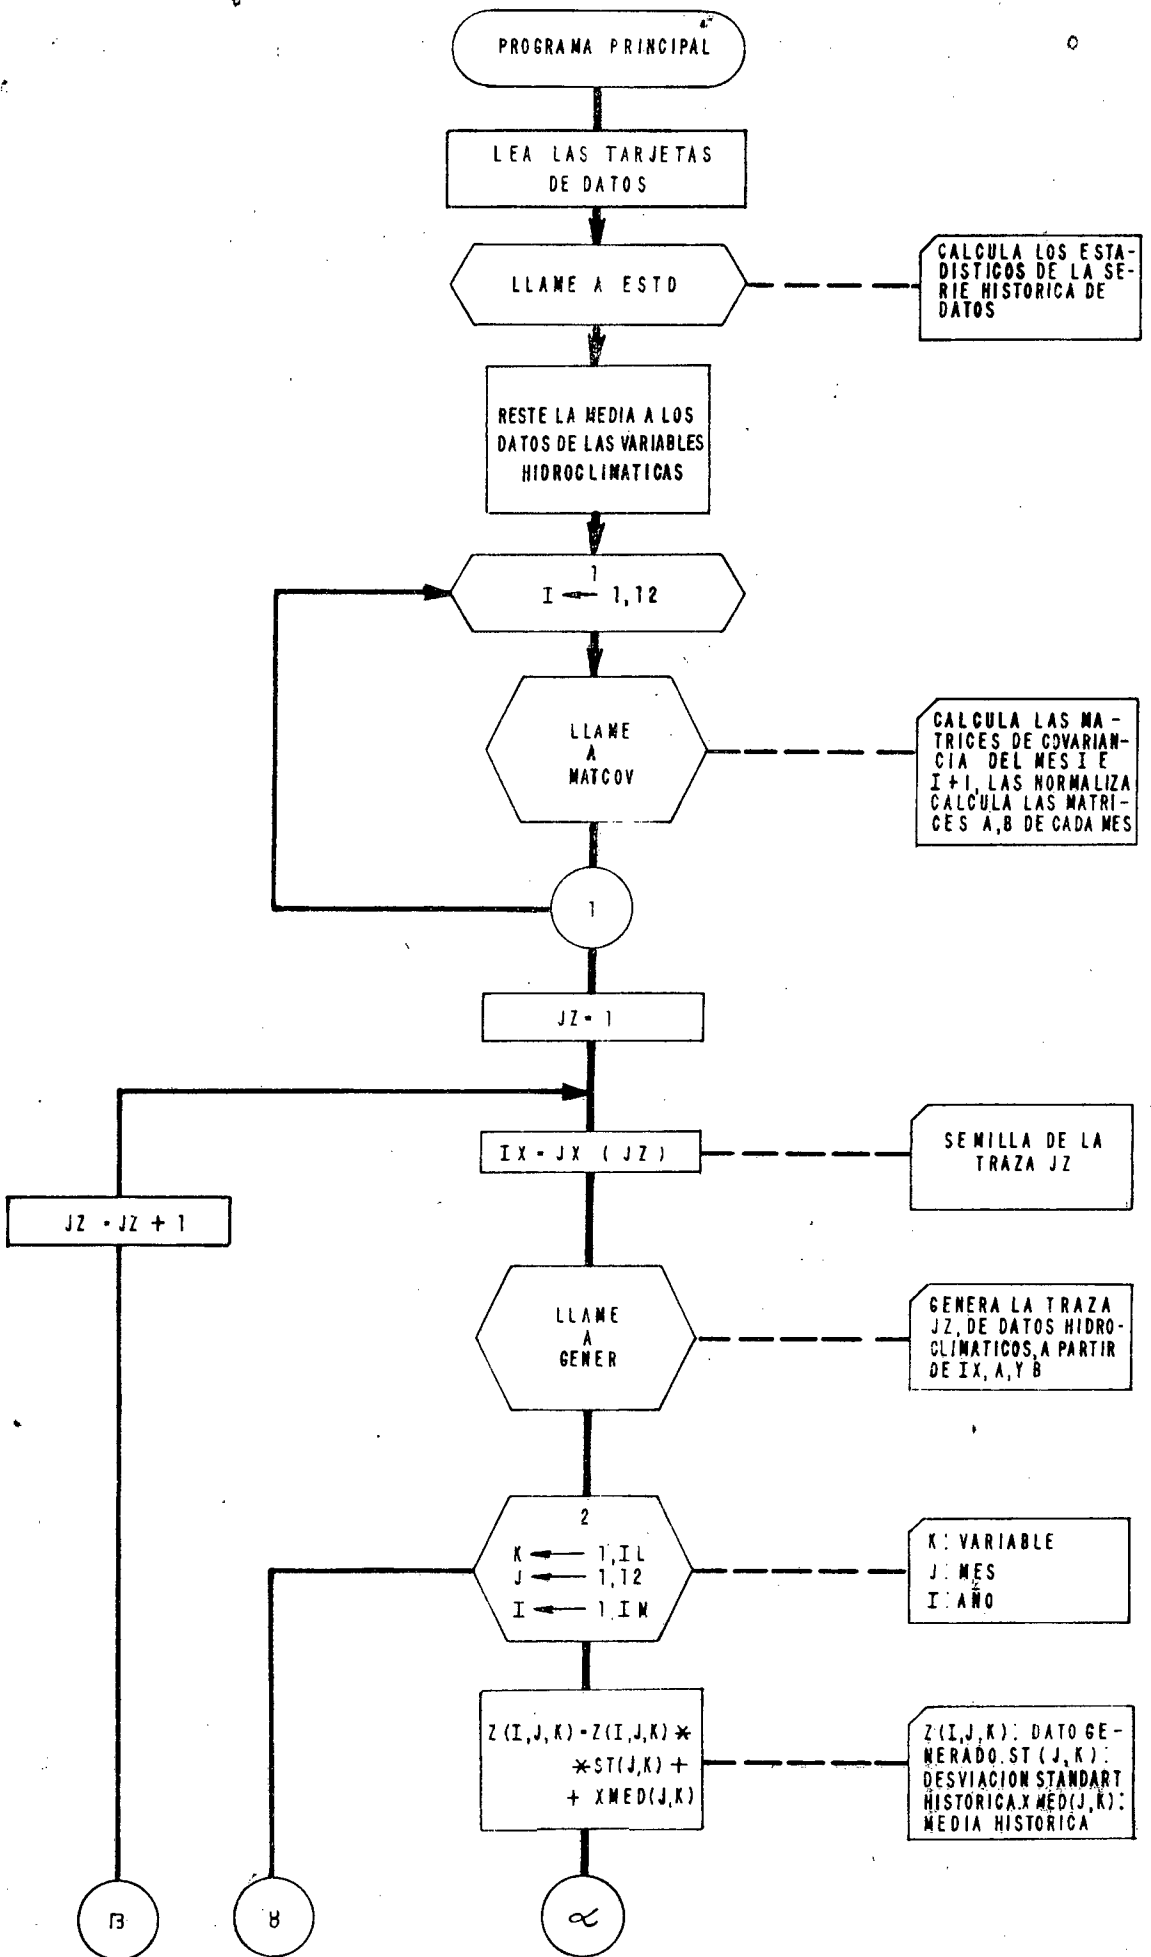 PROGRAMA PRINCIPAL
LEA LAS TARJETAS
DE DATOS
LLAME A ESTD
CALCULA LOS ESTA-
DISTICOS DE LA SE-
RIE HISTORICA DE
DATOS
RESTE LA MEDIA A LOS
DATOS DE LAS VARIABLES
HIDROCLIMATICAS
1
I ← 1,12
LLAME
A
MATCOV
CALCULA LAS MA-
TRICES DE COVARIAN-
CIA DEL MES I E
I+1, LAS NORMALIZA
CALCULA LAS MATRI-
CES A,B DE CADA MES
1
JZ = 1
IX = JX (JZ)
SEMILLA DE LA
TRAZA JZ
JZ = JZ + 1
LLAME
A
GENER
GENERA LA TRAZA
JZ, DE DATOS HIDRO-
CLIMATICOS, A PARTIR
DE IX, A, Y B
2
K ← 1,IL
J ← 1,12
I ← 1,IM
K: VARIABLE
J: MES
I: AÑO
Z(I,J,K) = Z(I,J,K) *
*ST(J,K) +
+ XMED(J,K)
Z(I,J,K): DATO GE-
NERADO. ST(J,K):
DESVIACION STANDART
HISTORICA. XMED(J,K):
MEDIA HISTORICA
B
α